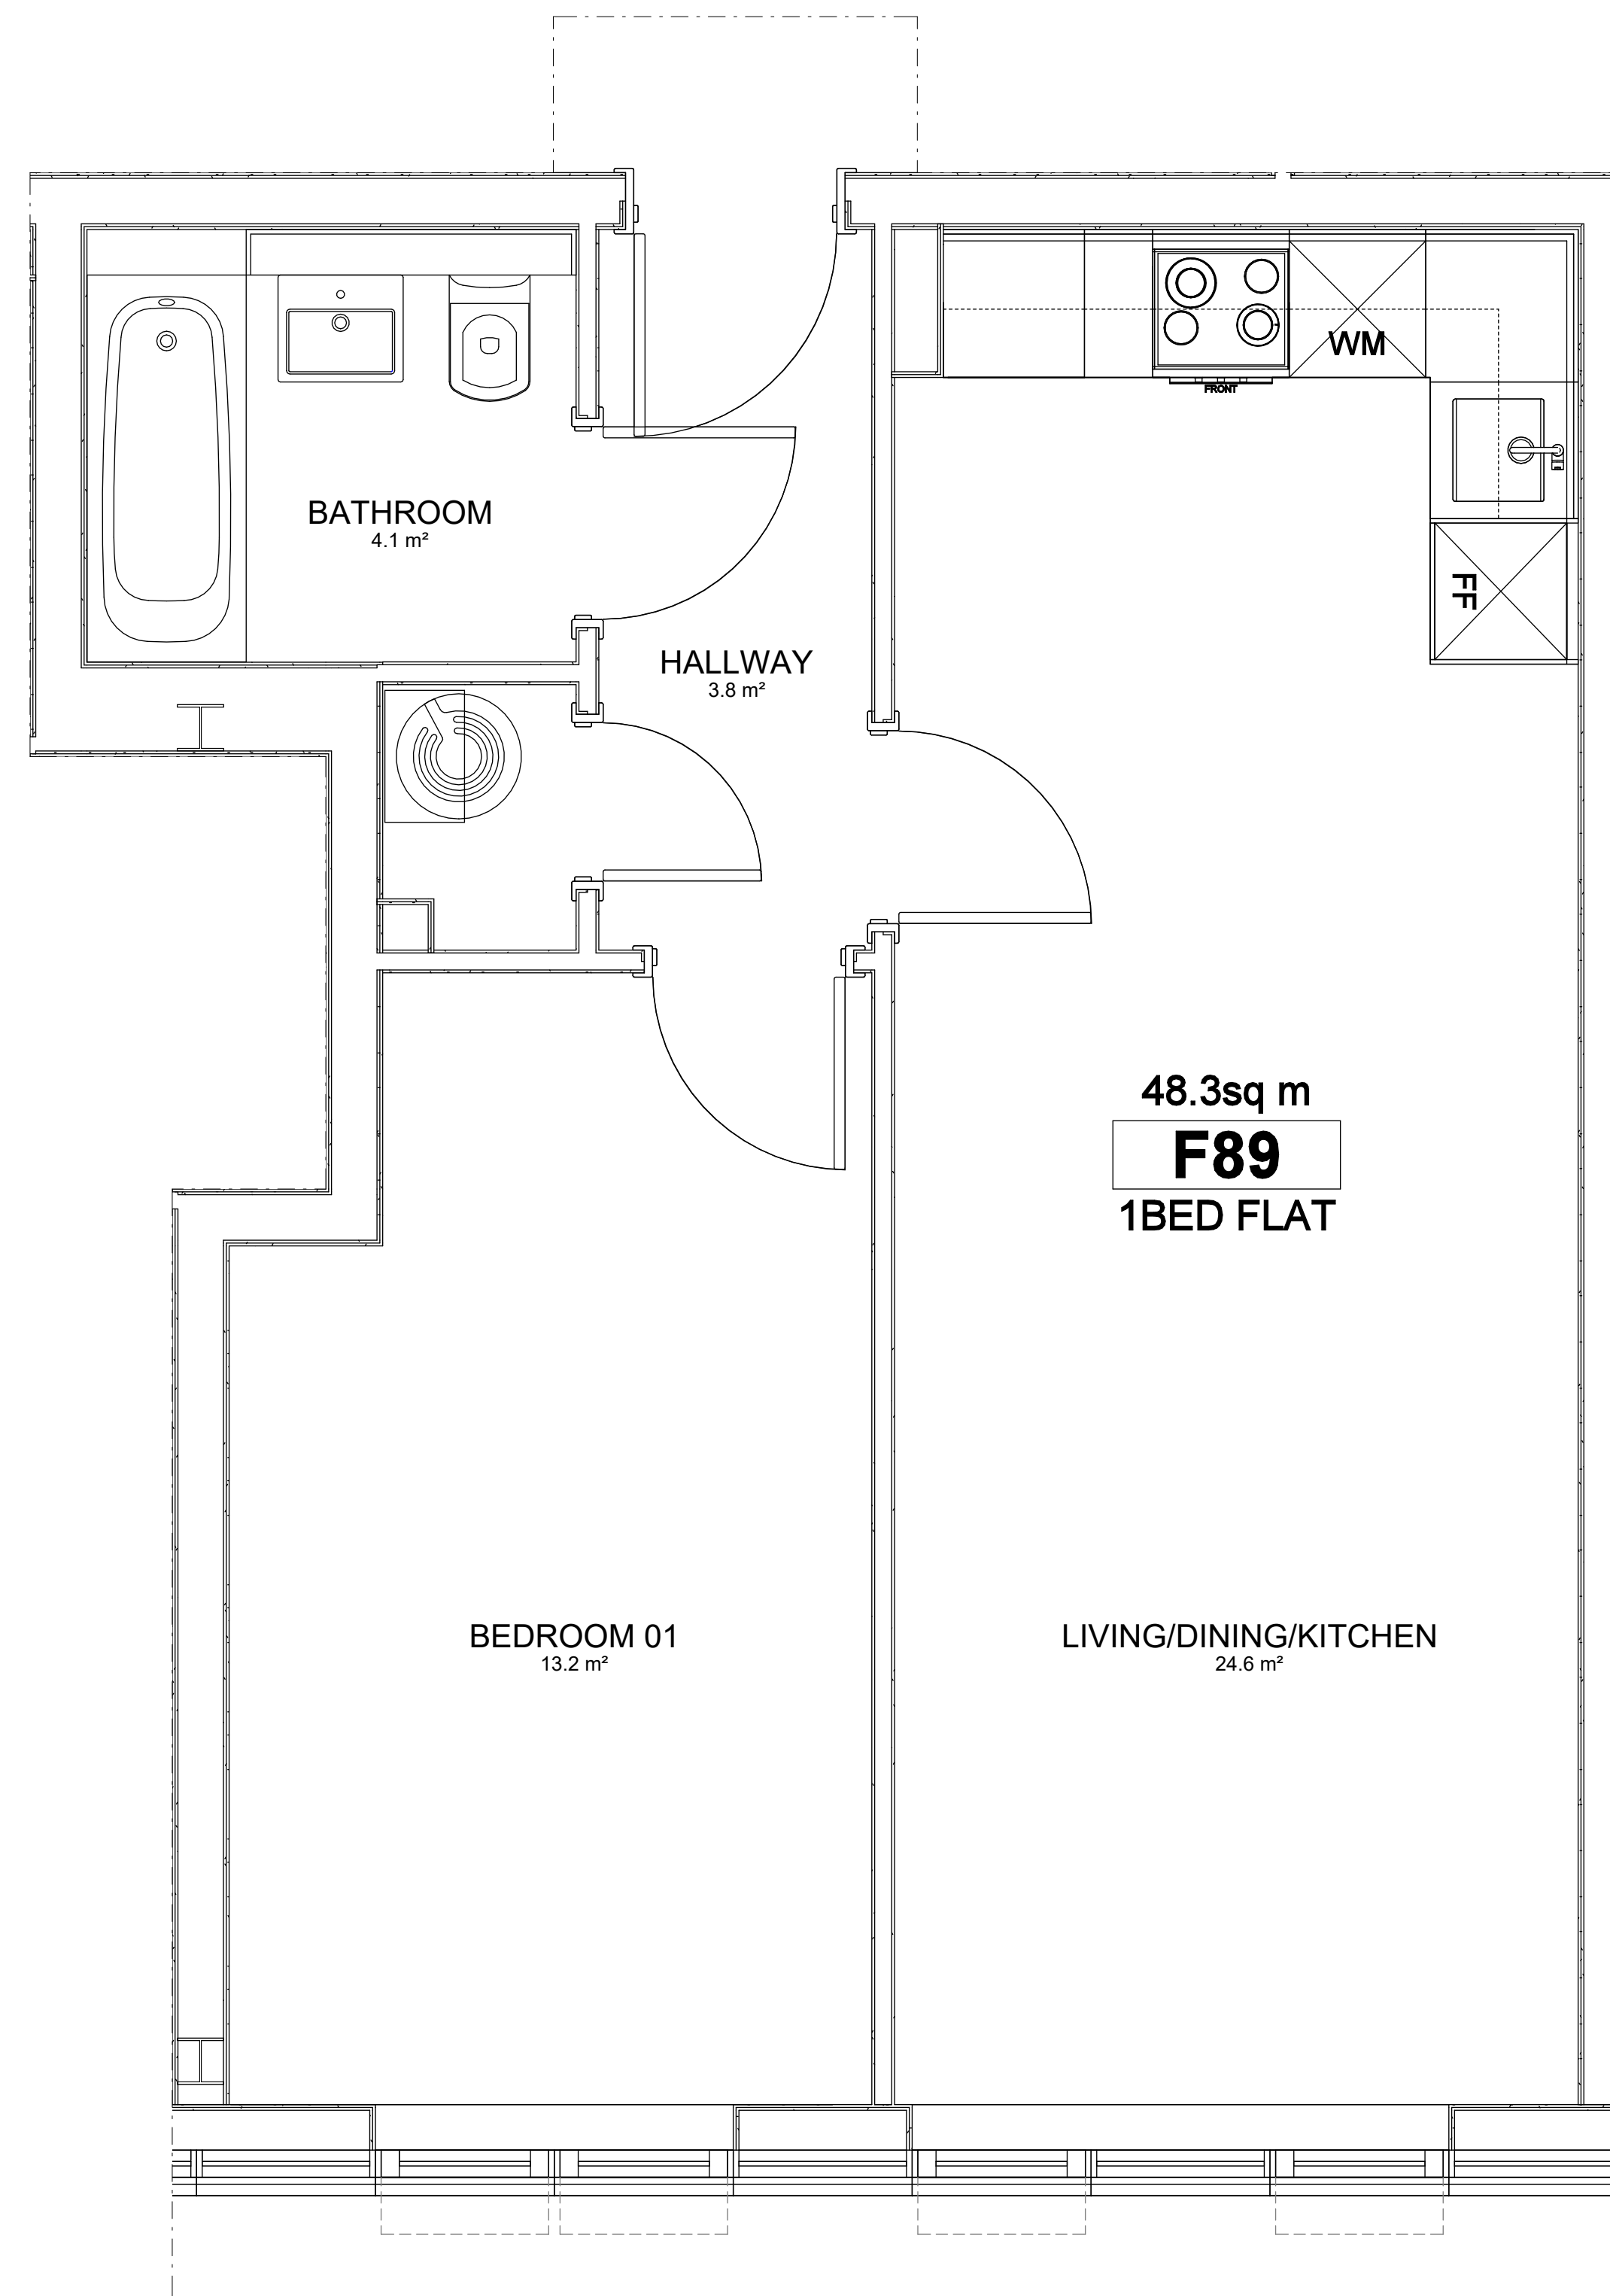 WM
FRONT
FF
BATHROOM
4.1 m²
HALLWAY
3.8 m²
48.3sq m
F89
1BED FLAT
BEDROOM 01
13.2 m²
LIVING/DINING/KITCHEN
24.6 m²